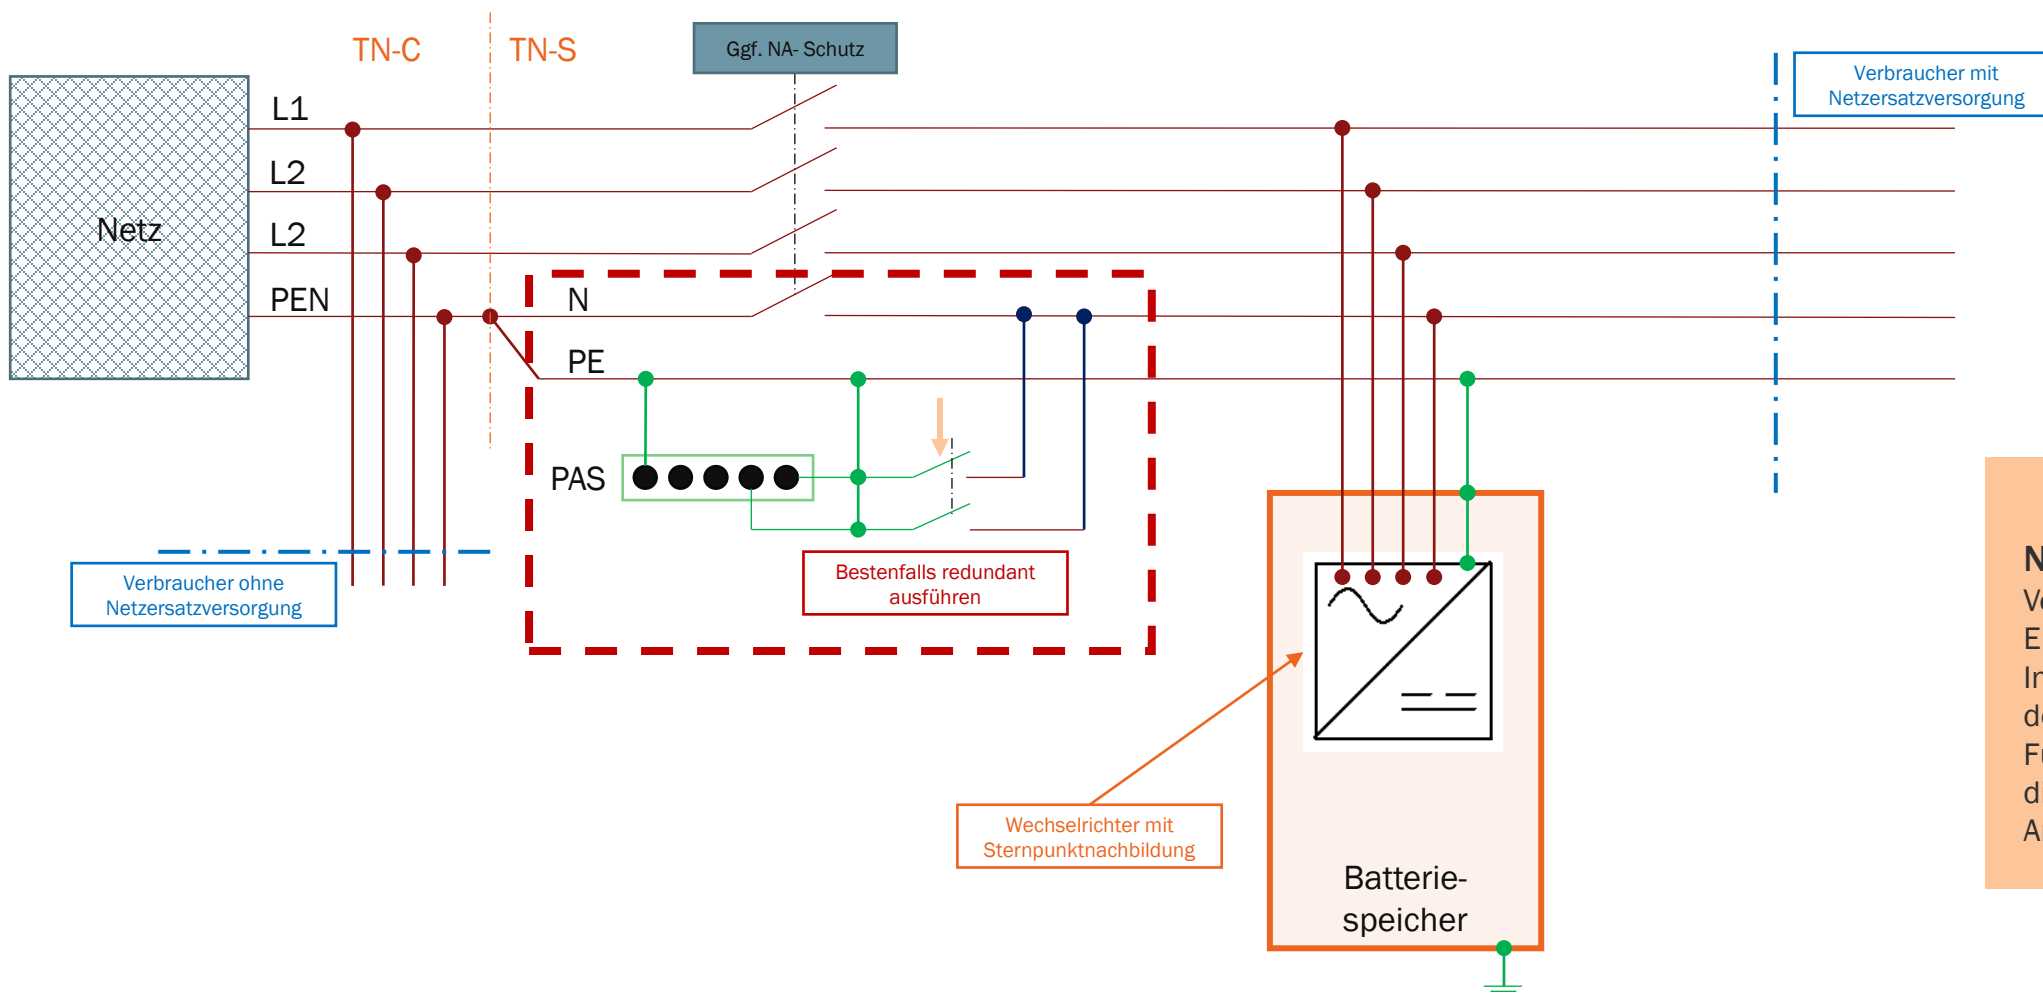 TN-C
TN-S
Ggf. NA- Schutz
Verbraucher mit
Netzersatzversorgung
L1
L2
Netz
L2
PEN
N
PE
PAS
Bestenfalls redundant
ausführen
Verbraucher ohne
Netzersatzversorgung
Wechselrichter mit
Sternpunktnachbildung
Batterie-
speicher